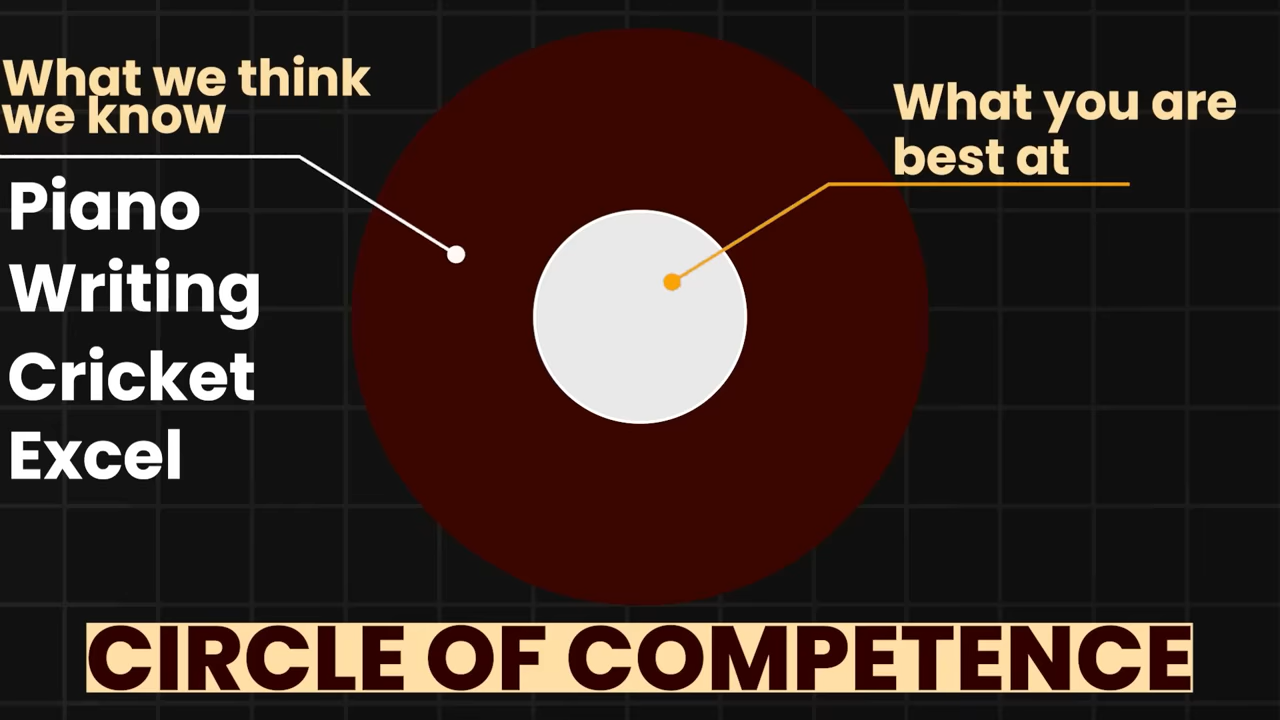 What we think
we know
Piano
Writing
Cricket
Excel
What you are
best at
CIRCLE OF COMPETENCE